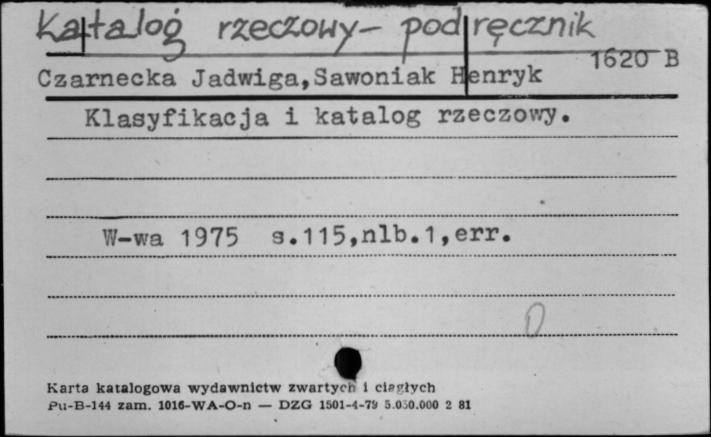 Katalog rzeczowy - podręcznik
1620 B
Czarnecka Jadwiga,Sawoniak Henryk
Klasyfikacja i katalog rzeczowy.
W-wa 1975 s.115,nlb.1,err.
Karta katalogowa wydawnictw zwartych i ciągłych
Pu-B-144 zam. 1016-WA-O-n — DZG 1501-4-79 5.050.000 2 81